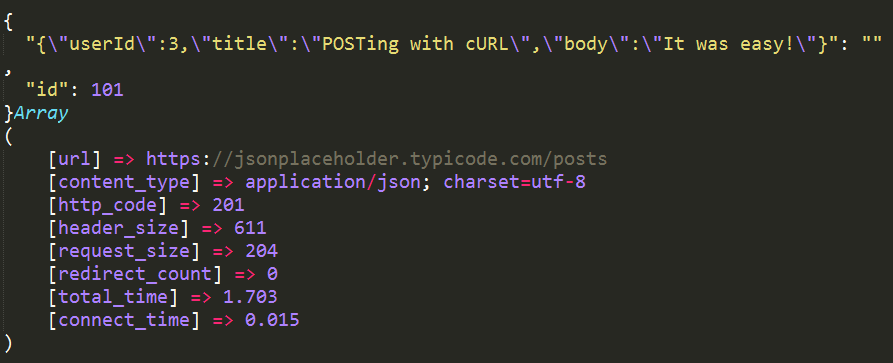 {
  "{\"userId\":3,\"title\":\"POSTing with cURL\",\"body\":\"It was easy!\"}": ""
,
  "id": 101
}Array
(
    [url] => https://jsonplaceholder.typicode.com/posts
    [content_type] => application/json; charset=utf-8
    [http_code] => 201
    [header_size] => 611
    [request_size] => 204
    [redirect_count] => 0
    [total_time] => 1.703
    [connect_time] => 0.015
)